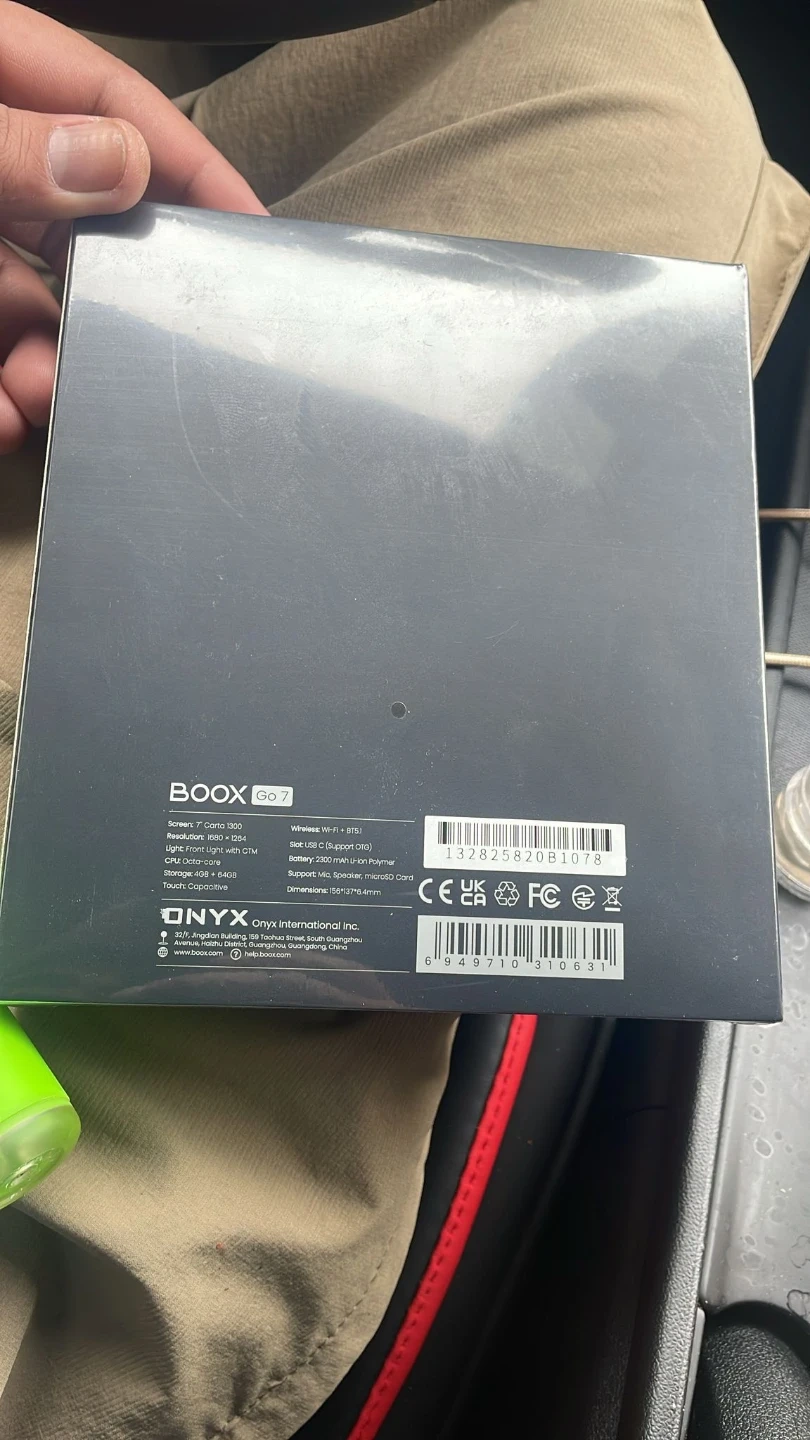 BOOX Go 7
Screen: 7" Carta 1300
Resolution: 1680 × 1264
Light: Front Light with CTM
CPU: Octa-core
Storage: 4GB + 64GB
Touch: Capacitive
Wireless: Wi-Fi + BT5.1
Slot: USB C (Support OTG)
Battery: 2300 mAh Li-ion Polymer
Support: Mic, Speaker, microSD Card
Dimensions: 156*137*6.4mm
132825820B1078
CE UK CA FC
ONYX Onyx International Inc.
32/F, Jingdian Building, 159 Taohua Street, South Guangzhou
Avenue, Haizhu District, Guangzhou, Guangdong, China
www.boox.com ? help.boox.com
6 949710 310631